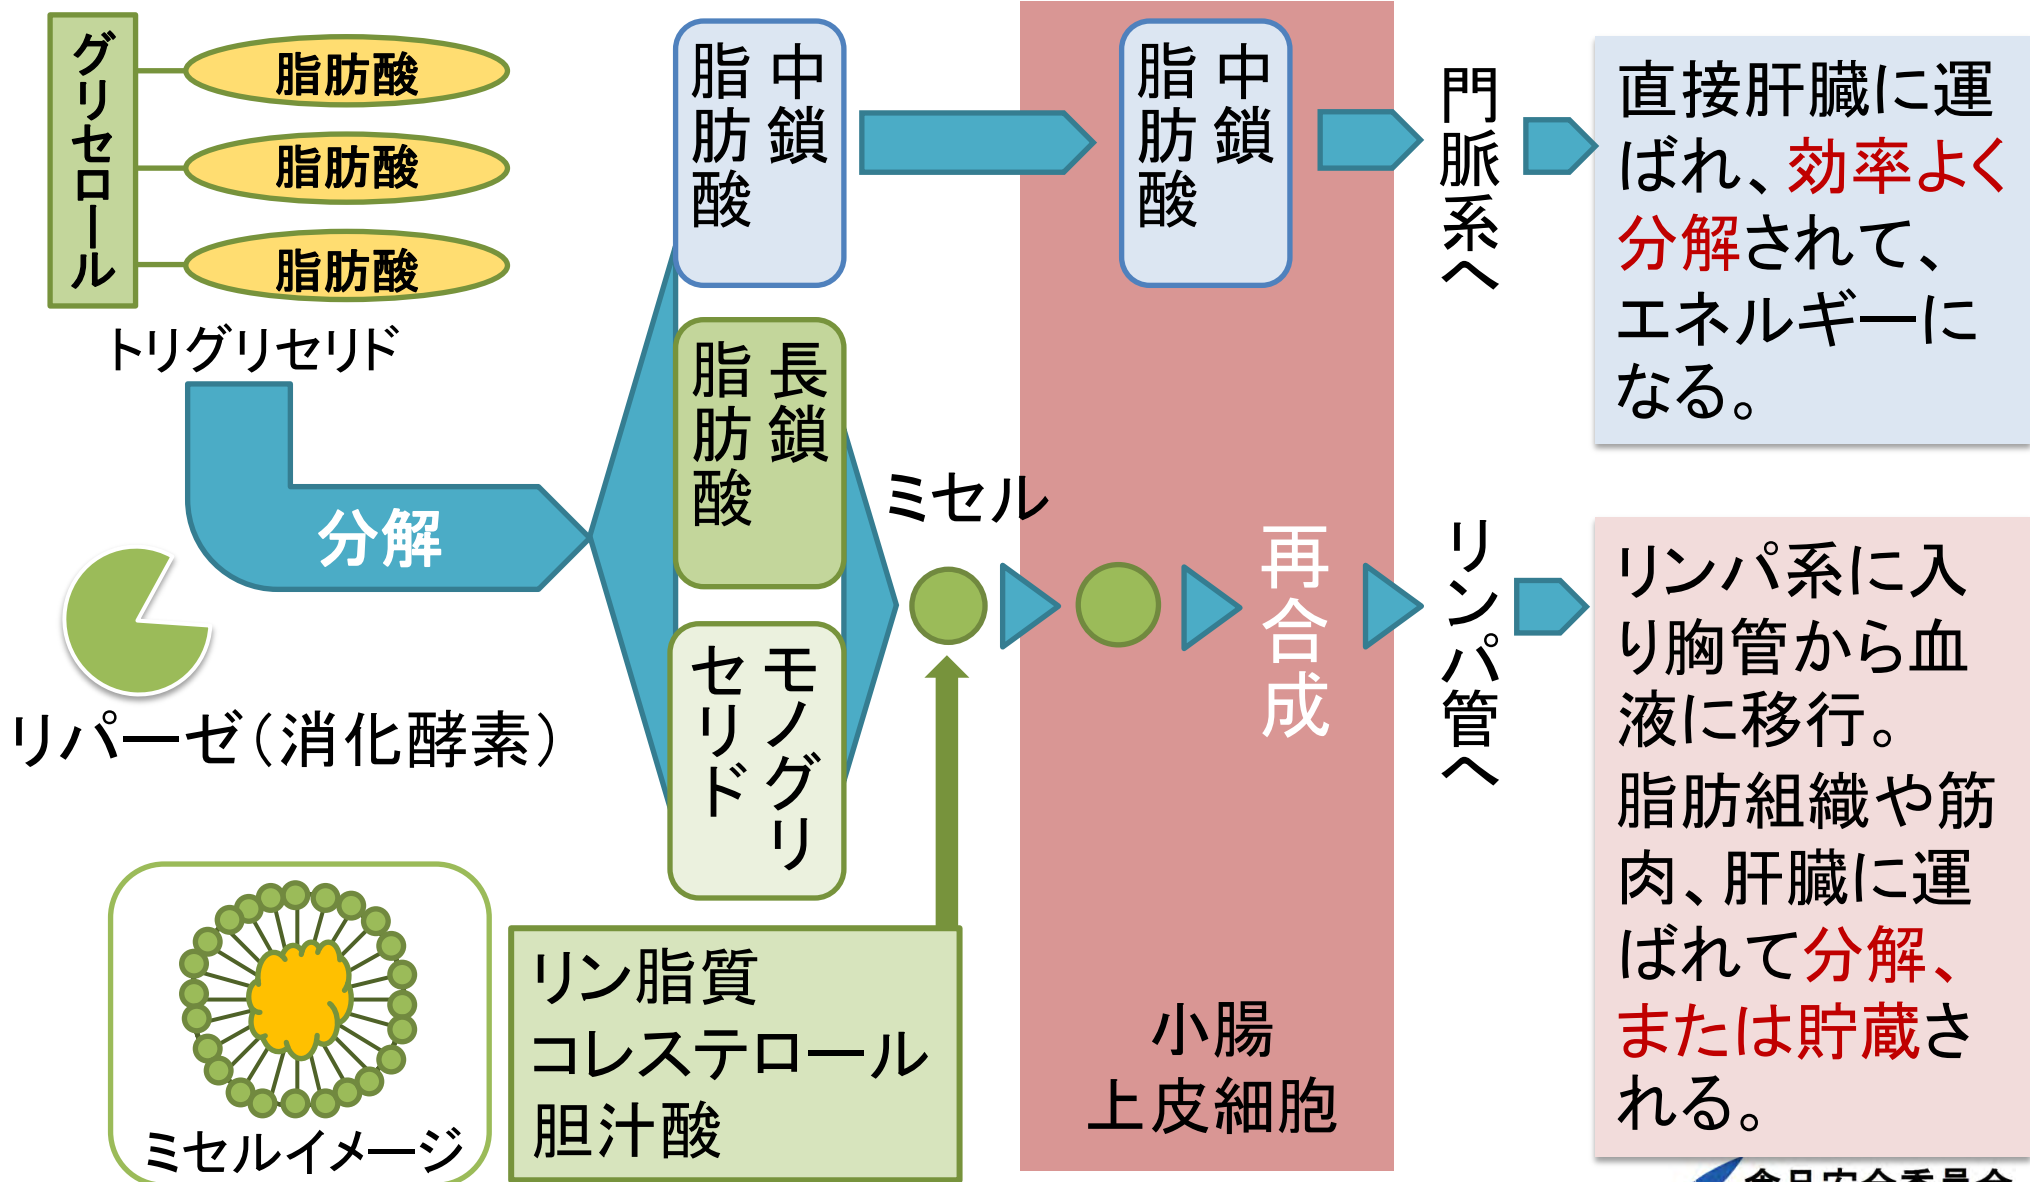 グリセロール
脂肪酸
脂肪酸
脂肪酸
トリグリセリド
分解
リパーゼ（消化酵素）
ミセルイメージ
中鎖
脂肪酸
長鎖
脂肪酸
モノグリ
セリド
リン脂質
コレステロール
胆汁酸
ミセル
中鎖
脂肪酸
再合成
小腸
上皮細胞
門脈系へ
リンパ管へ
直接肝臓に運
ばれ、効率よく
分解されて、
エネルギーに
なる。
リンパ系に入
り胸管から血
液に移行。
脂肪組織や筋
肉、肝臓に運
ばれて分解、
または貯蔵さ
れる。
食品安全委員会